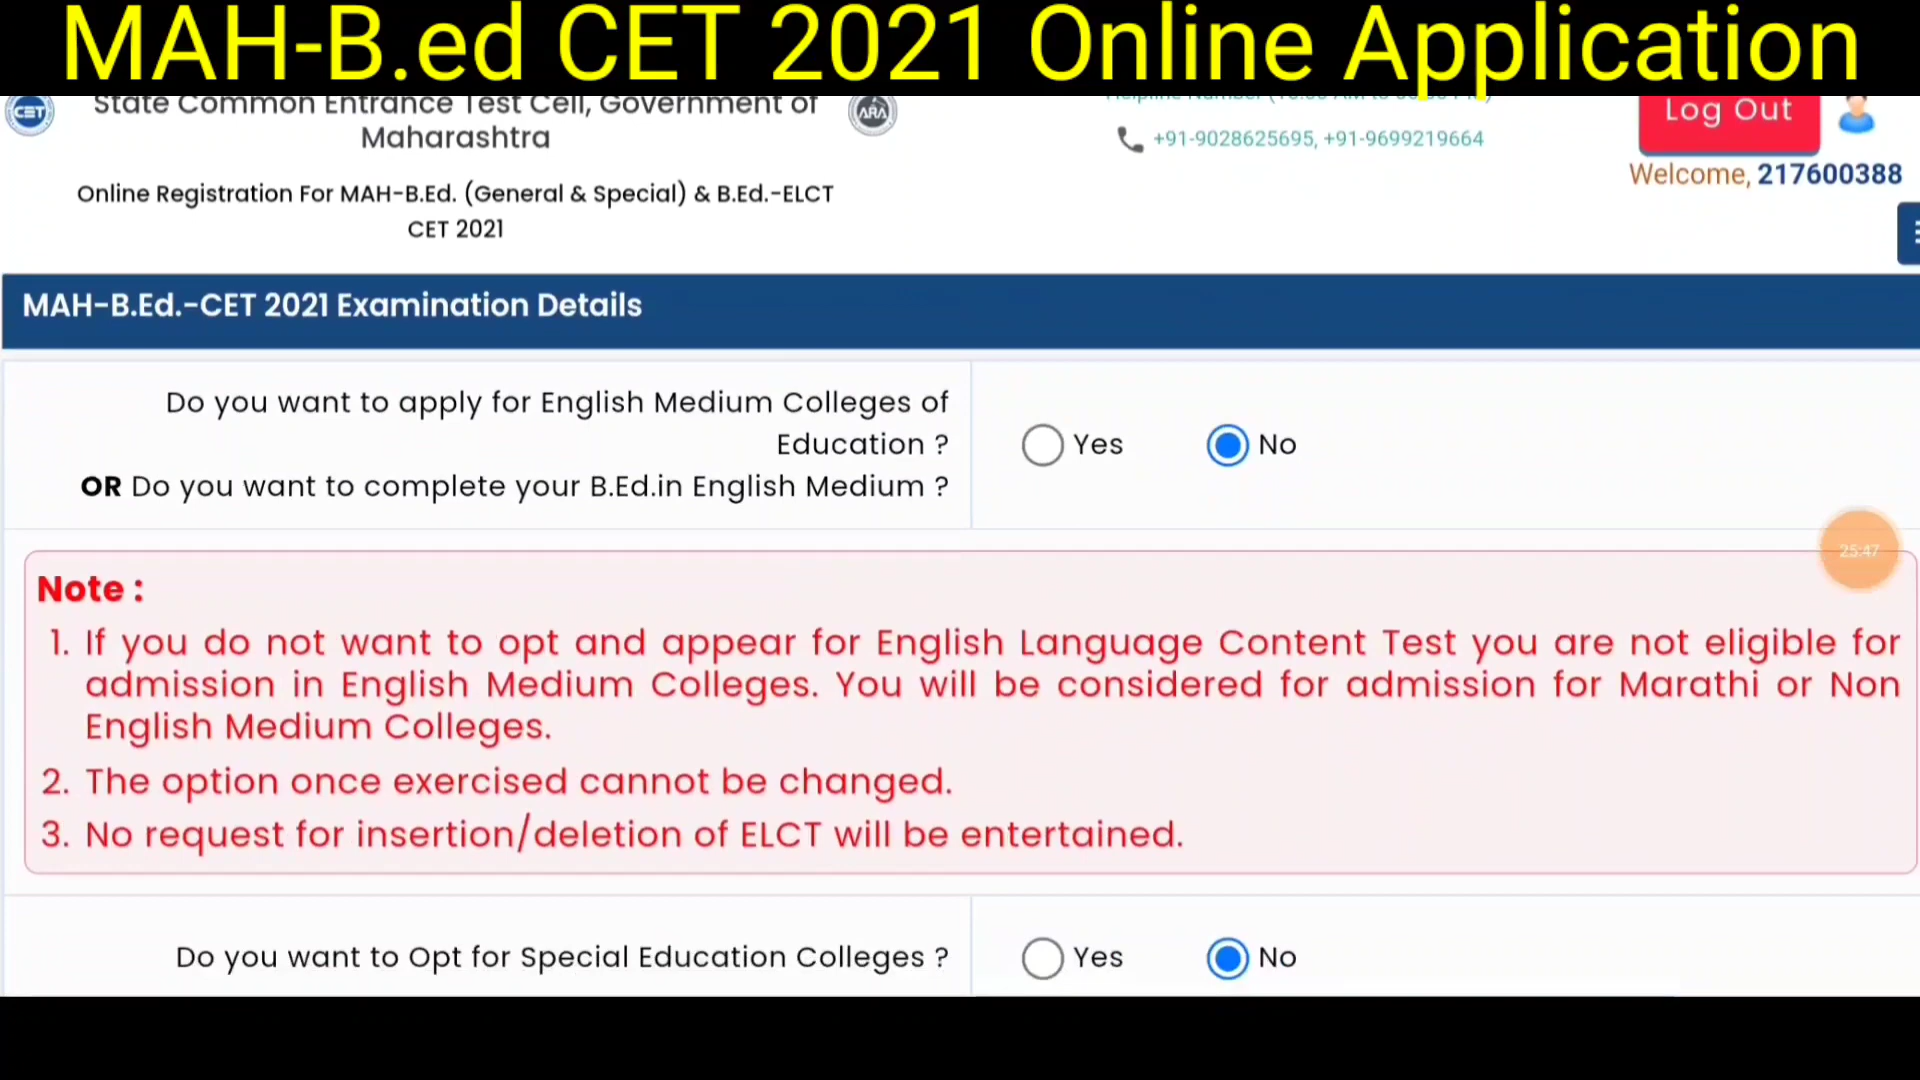 MAH-B.ed CET 2021 Online Application
CET
State Common Entrance Test Cell, Government of
Maharashtra
ARA
Online Registration For MAH-B.Ed. (General & Special) & B.Ed.-ELCT
CET 2021
Helpline Number
+91-9028625695, +91-9699219664
Log Out
Welcome, 217600388
MAH-B.Ed.-CET 2021 Examination Details
Do you want to apply for English Medium Colleges of
Education ?
OR Do you want to complete your B.Ed.in English Medium ?
Yes No
25:47
Note :
1. If you do not want to opt and appear for English Language Content Test you are not eligible for
admission in English Medium Colleges. You will be considered for admission for Marathi or Non
English Medium Colleges.
2. The option once exercised cannot be changed.
3. No request for insertion/deletion of ELCT will be entertained.
Do you want to Opt for Special Education Colleges ?
Yes No